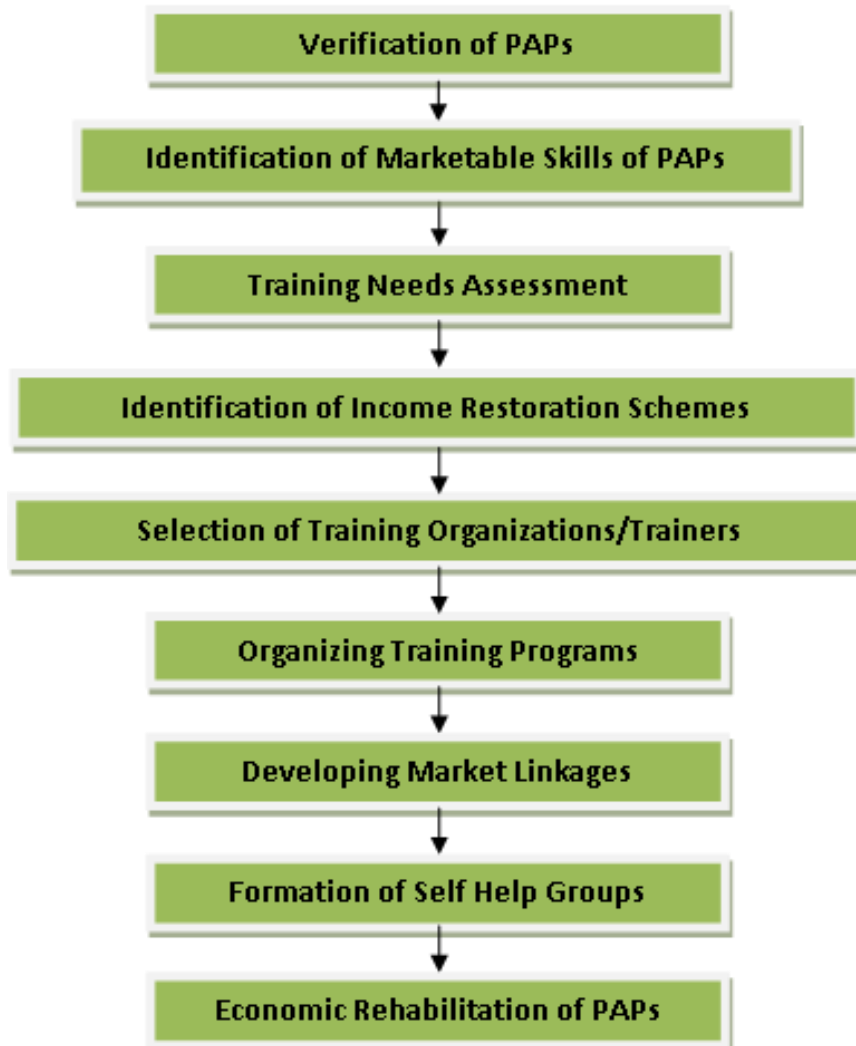 Verification of PAPs
Identification of Marketable Skills of PAPs
Training Needs Assessment
Identification of Income Restoration Schemes
Selection of Training Organizations/Trainers
Organizing Training Programs
Developing Market Linkages
Formation of Self Help Groups
Economic Rehabilitation of PAPs